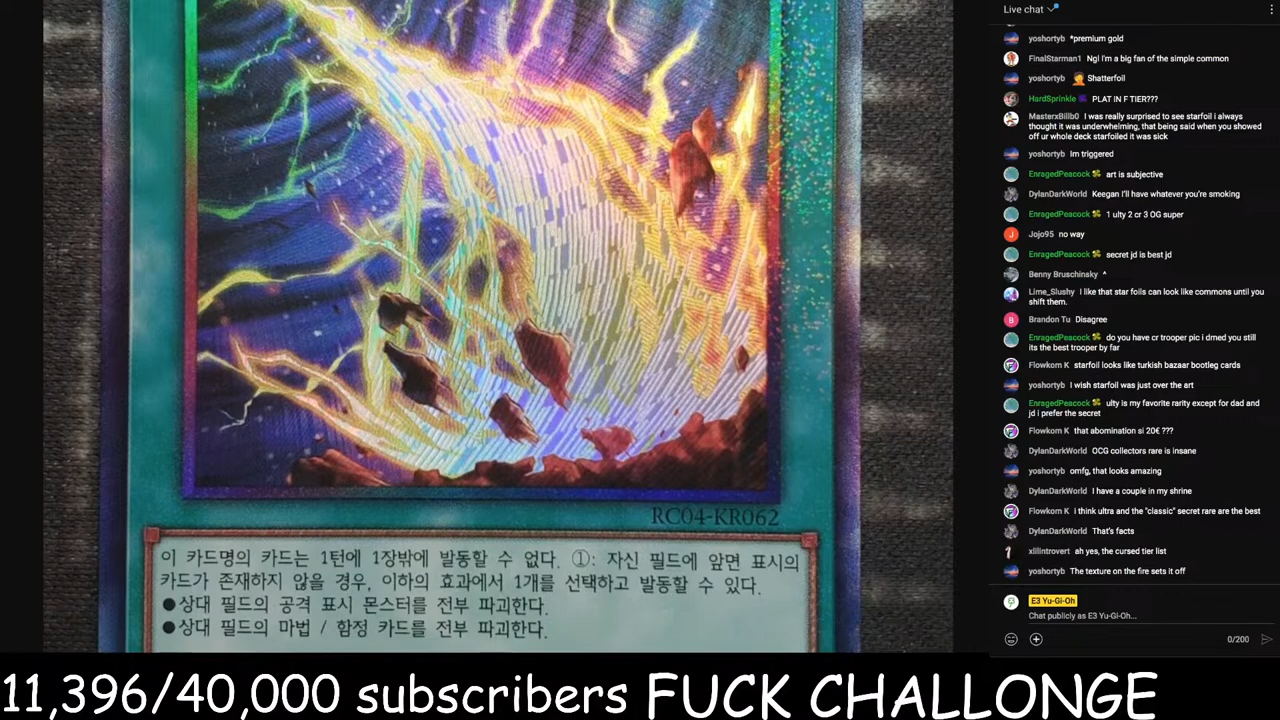 RC04-KR062
이 카드명의 카드는 1턴에 1장밖에 발동할 수 없다. ①: 자신 필드에 앞면 표시의
카드가 존재하지 않을 경우, 이하의 효과에서 1개를 선택하고 발동할 수 있다.
●상대 필드의 공격 표시 몬스터를 전부 파괴한다.
●상대 필드의 마법 / 함정 카드를 전부 파괴한다.
Live chat
yoshortyb *premium gold
FinalStarman1 Ngl I'm a big fan of the simple common
yoshortyb 🤦 Shatterfoil
HardSprinkle PLAT IN F TIER???
MasterxBillb0 I was really surprised to see starfoil i always
thought it was underwhelming, that being said when you showed
off ur whole deck starfoiled it was sick
yoshortyb Im triggered
EnragedPeacock art is subjective
DylanDarkWorld Keegan I'll have whatever you're smoking
EnragedPeacock 1 ulty 2 cr 3 OG super
Jojo95 no way
EnragedPeacock secret jd is best jd
Benny Bruschinsky ^
Lime_Slushy I like that star foils can look like commons until you
shift them.
Brandon Tu Disagree
EnragedPeacock do you have cr trooper pic i dmed you still
its the best trooper by far
Flowkom K starfoil looks like turkish bazaar bootleg cards
yoshortyb I wish starfoil was just over the art
EnragedPeacock ulty is my favorite rarity except for dad and
jd i prefer the secret
Flowkom K that abomination si 20€ ???
DylanDarkWorld OCG collectors rare is insane
yoshortyb omfg, that looks amazing
DylanDarkWorld I have a couple in my shrine
Flowkom K i think ultra and the "classic" secret rare are the best
DylanDarkWorld That's facts
xlilintrovert ah yes, the cursed tier list
yoshortyb The texture on the fire sets it off
E3 Yu-Gi-Oh
Chat publicly as E3 Yu-Gi-Oh...
0/200
11,396/40,000 subscribers FUCK CHALLONGE